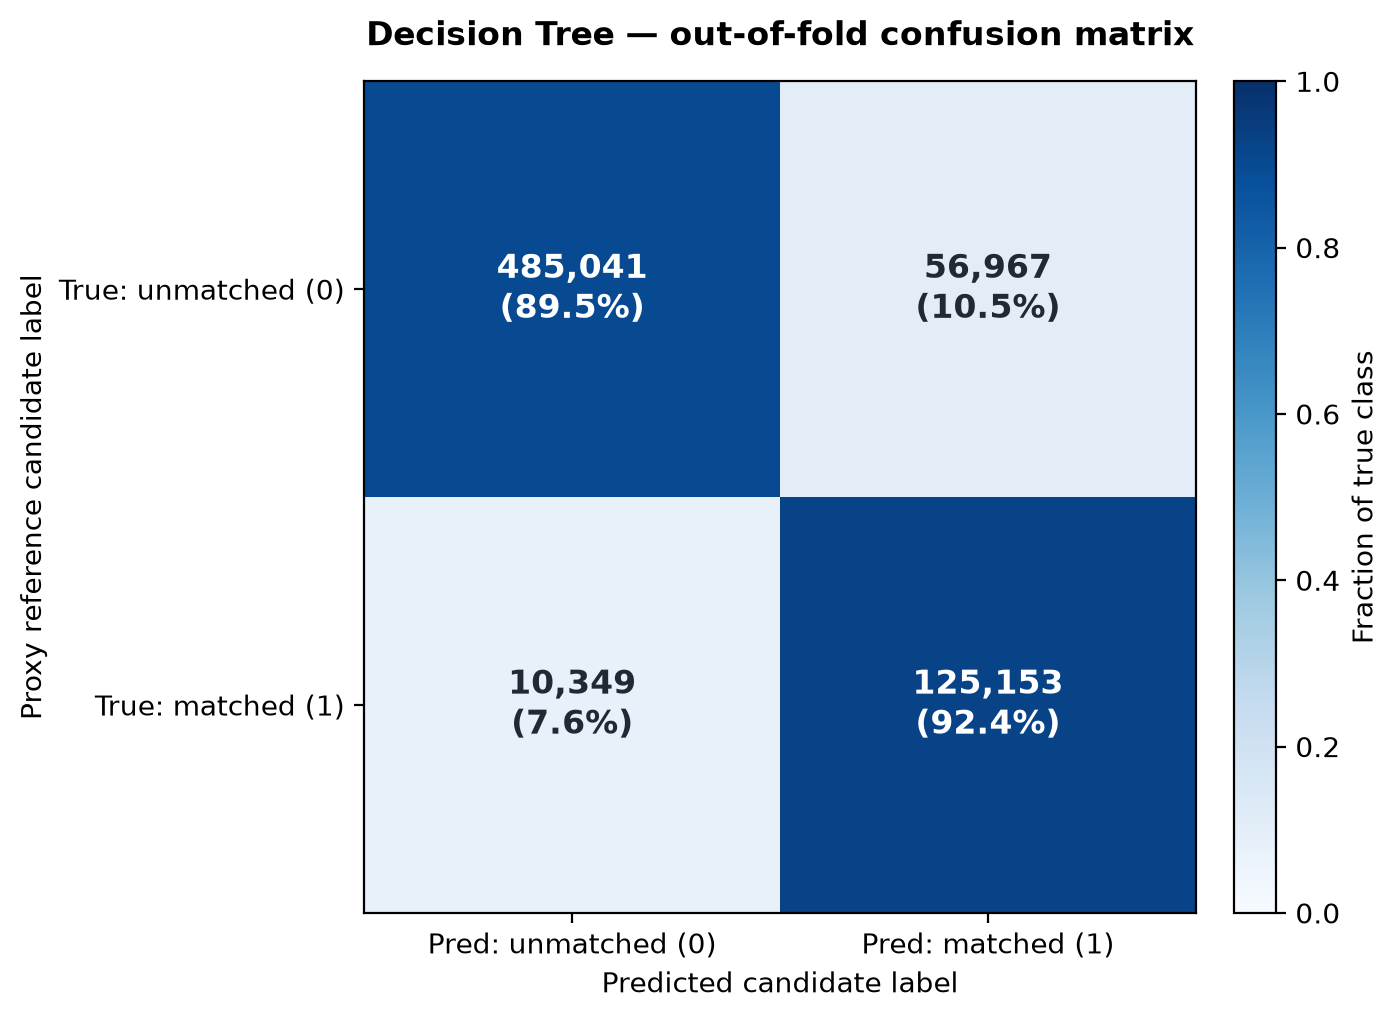 Decision Tree — out-of-fold confusion matrix
Proxy reference candidate label
True: unmatched (0)
485,041
(89.5%)
56,967
(10.5%)
True: matched (1)
10,349
(7.6%)
125,153
(92.4%)
Pred: unmatched (0)
Pred: matched (1)
Predicted candidate label
1.0
0.8
0.6
0.4
0.2
0.0
Fraction of true class